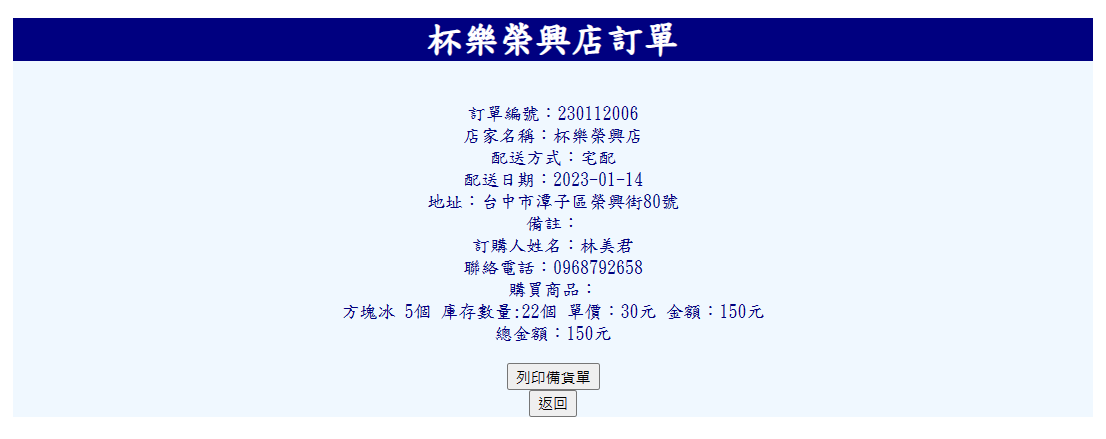 杯樂榮興店訂單
訂單編號：230112006
店家名稱：杯樂榮興店
配送方式：宅配
配送日期：2023-01-14
地址：台中市潭子區榮興街80號
備註：
訂購人姓名：林美君
聯絡電話：0968792658
購買商品：
方塊冰 5個 庫存數量:22個 單價：30元 金額：150元
總金額：150元
列印備貨單
返回